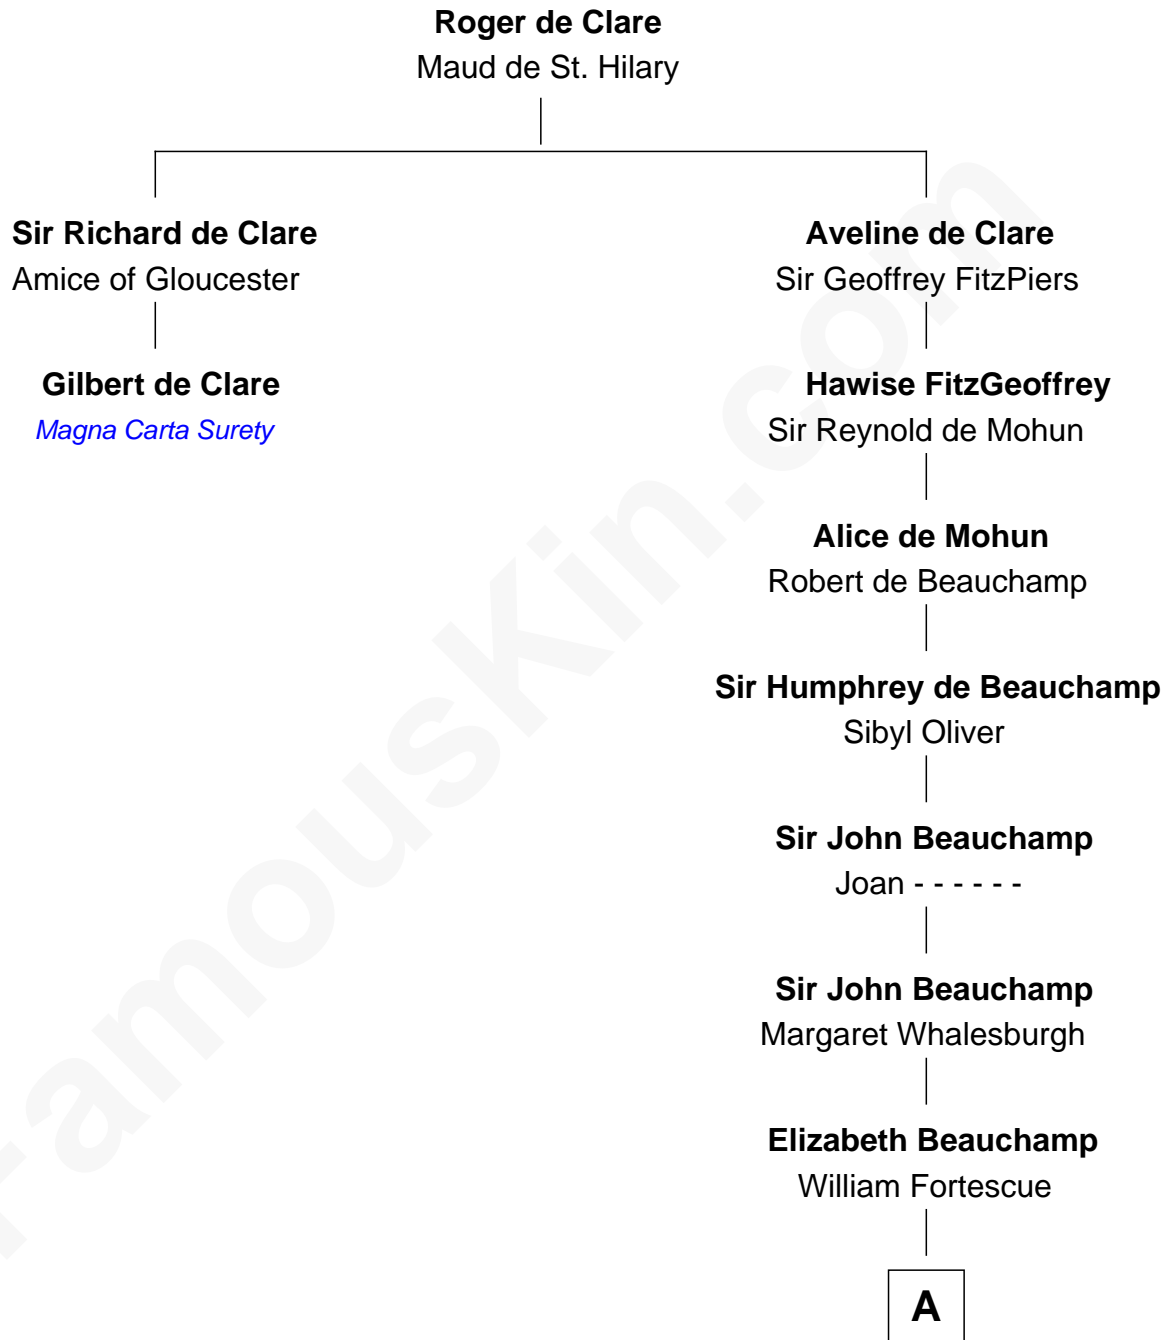 Roger de Clare
Maud de St. Hilary
Sir Richard de Clare
Amice of Gloucester
Gilbert de Clare
Magna Carta Surety
Aveline de Clare
Sir Geoffrey FitzPiers
Hawise FitzGeoffrey
Sir Reynold de Mohun
Alice de Mohun
Robert de Beauchamp
Sir Humphrey de Beauchamp
Sibyl Oliver
Sir John Beauchamp
Joan - - - - - -
Sir John Beauchamp
Margaret Whalesburgh
Elizabeth Beauchamp
William Fortescue
A
FamousKin.com